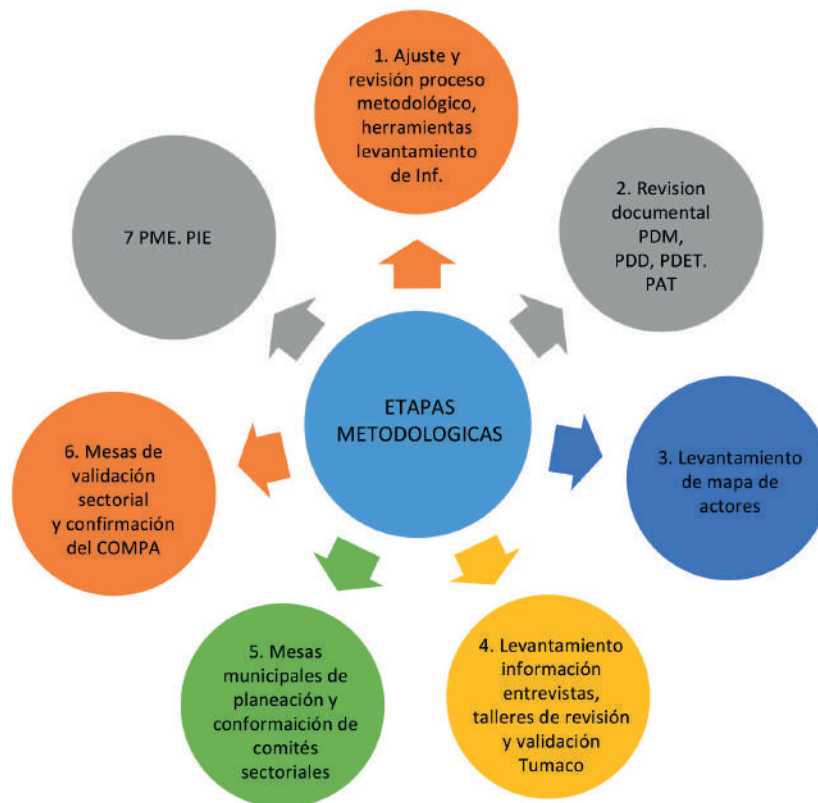 1. Ajuste y
revisión proceso
metodológico,
herramientas
levantamiento
de Inf.
2. Revision
documental
PDM,
PDD, PDET.
PAT
3. Levantamiento
de mapa de
actores
4. Levantamiento
información
entrevistas,
talleres de revisión
y validación
Tumaco
5. Mesas
municipales de
planeación y
conformaición de
comités
sectoriales
6. Mesas de
validación
sectorial
y confirmación
del COMPA
7 PME. PIE
ETAPAS
METODOLOGICAS